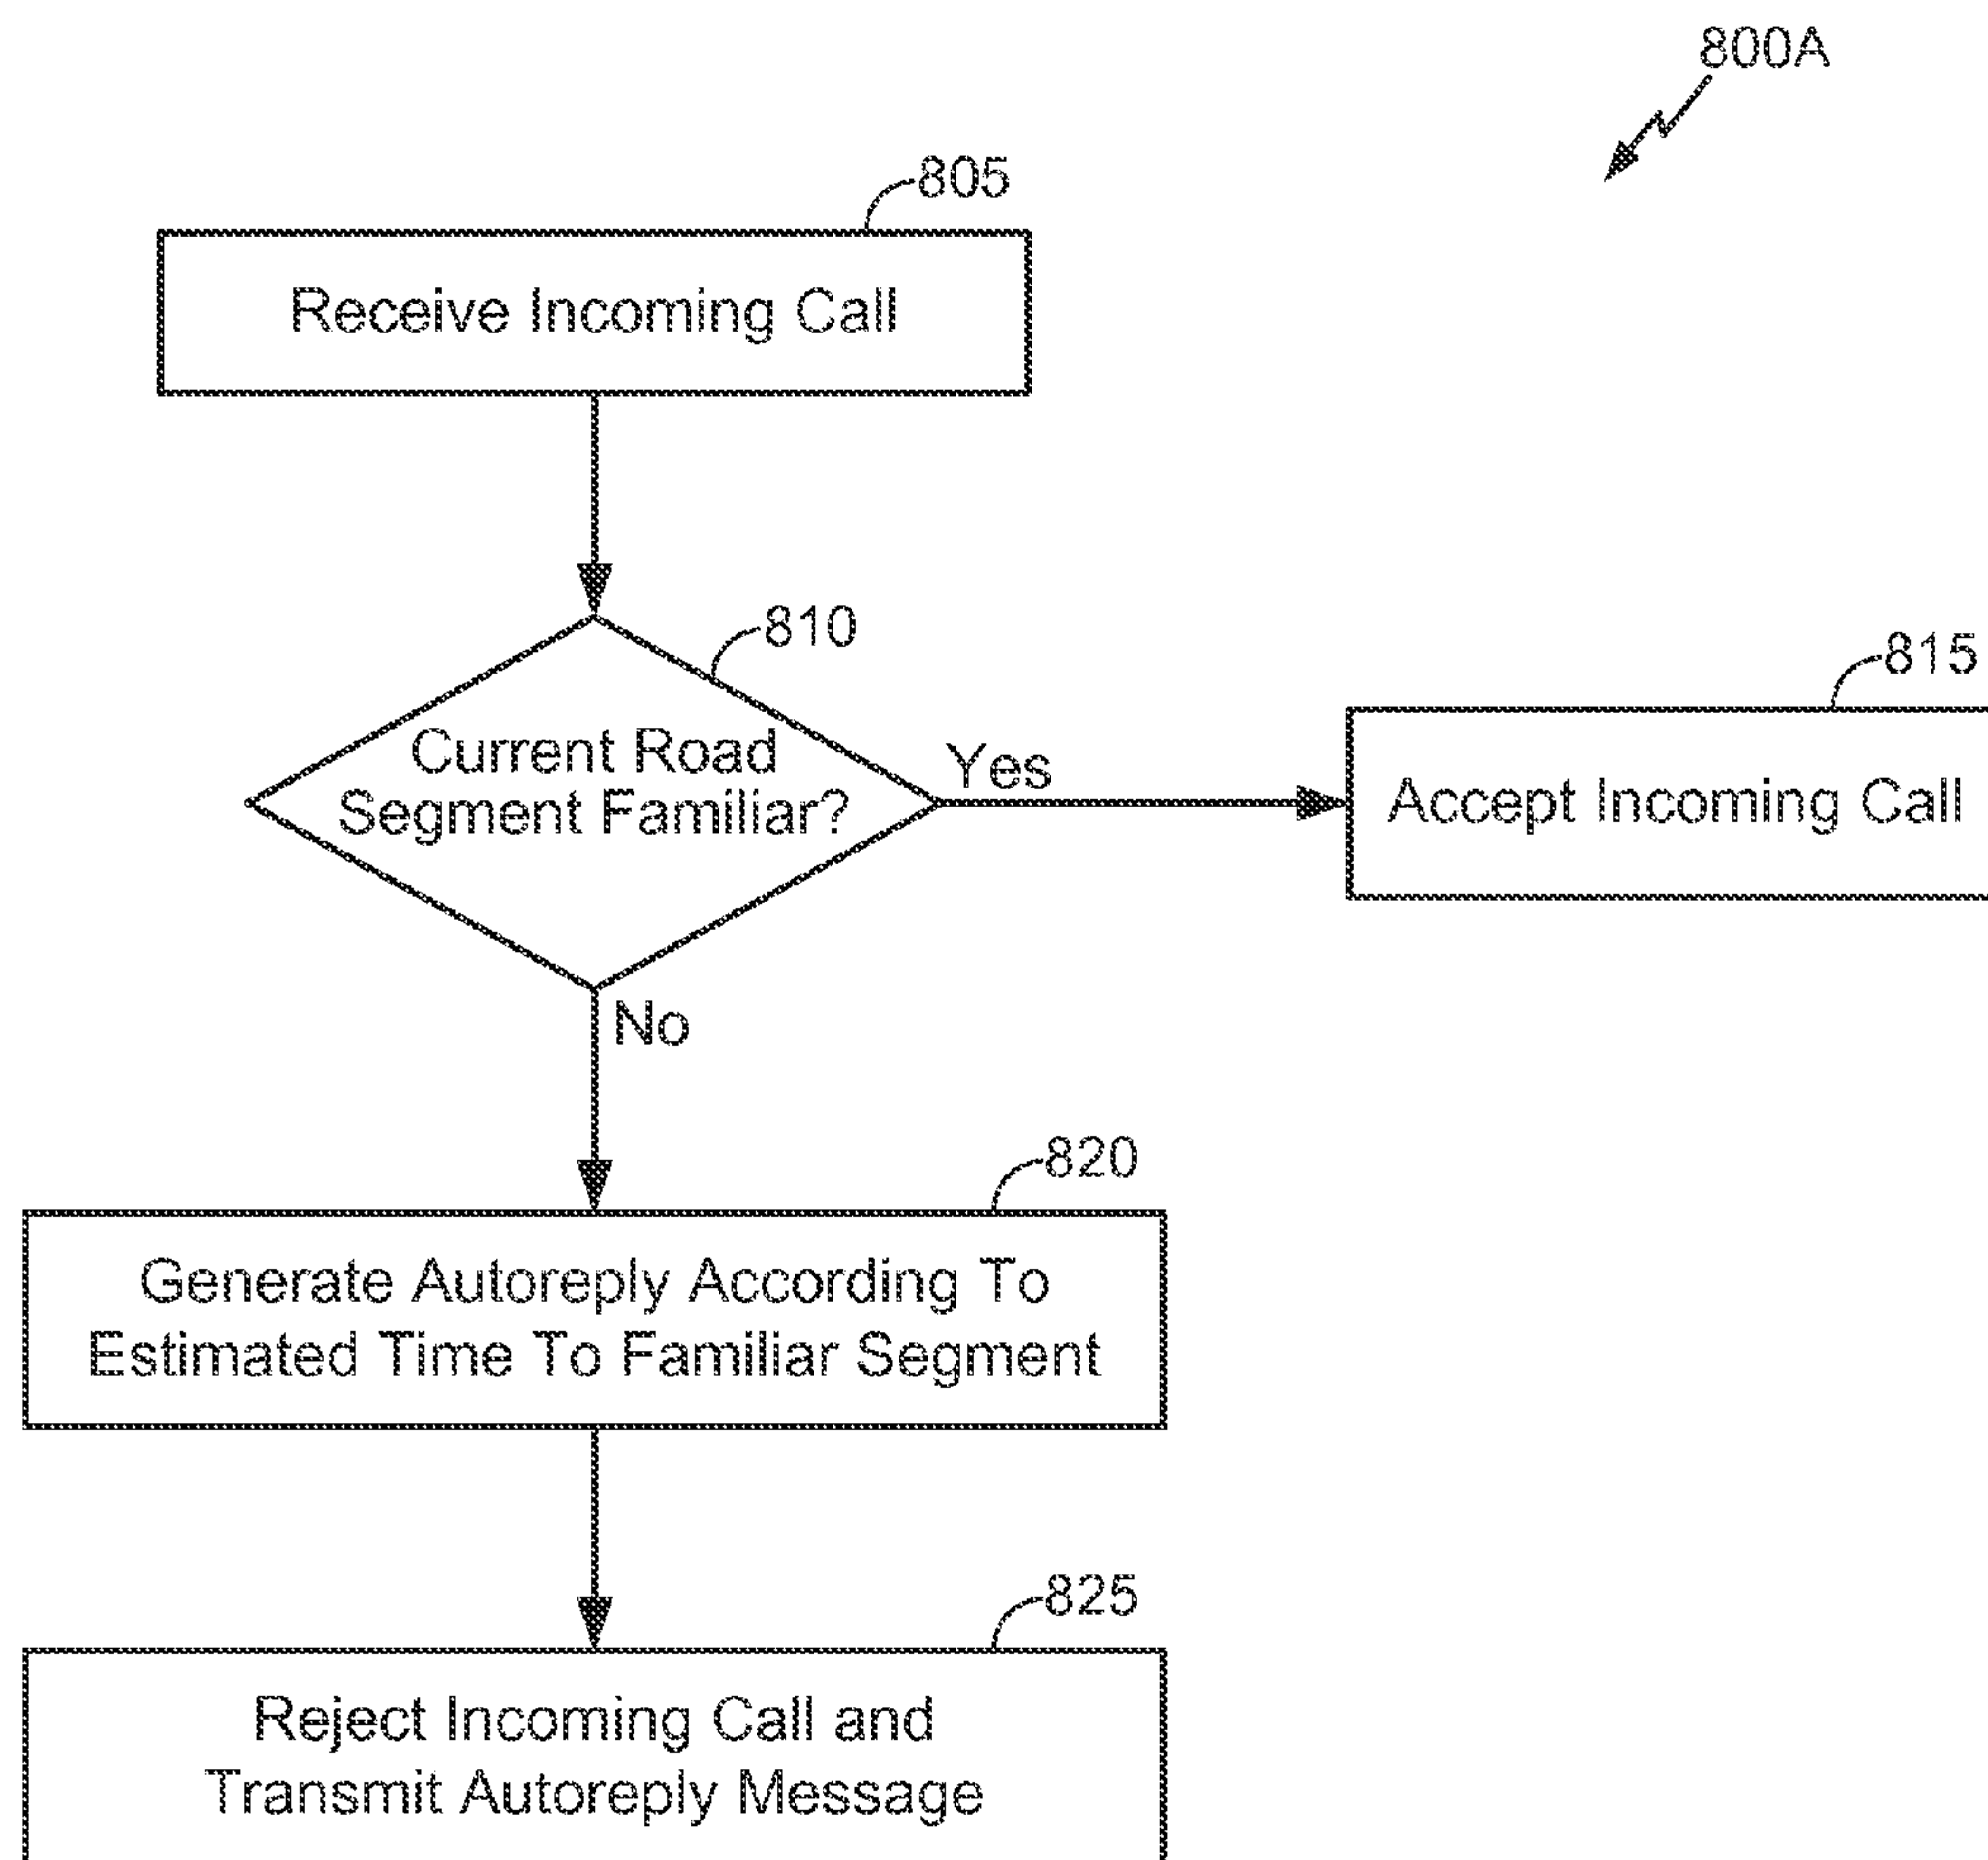 800A
805
Receive Incoming Call
810
Current Road
Segment Familiar?
Yes
815
Accept Incoming Call
No
820
Generate Autoreply According To
Estimated Time To Familiar Segment
825
Reject Incoming Call and
Transmit Autoreply Message